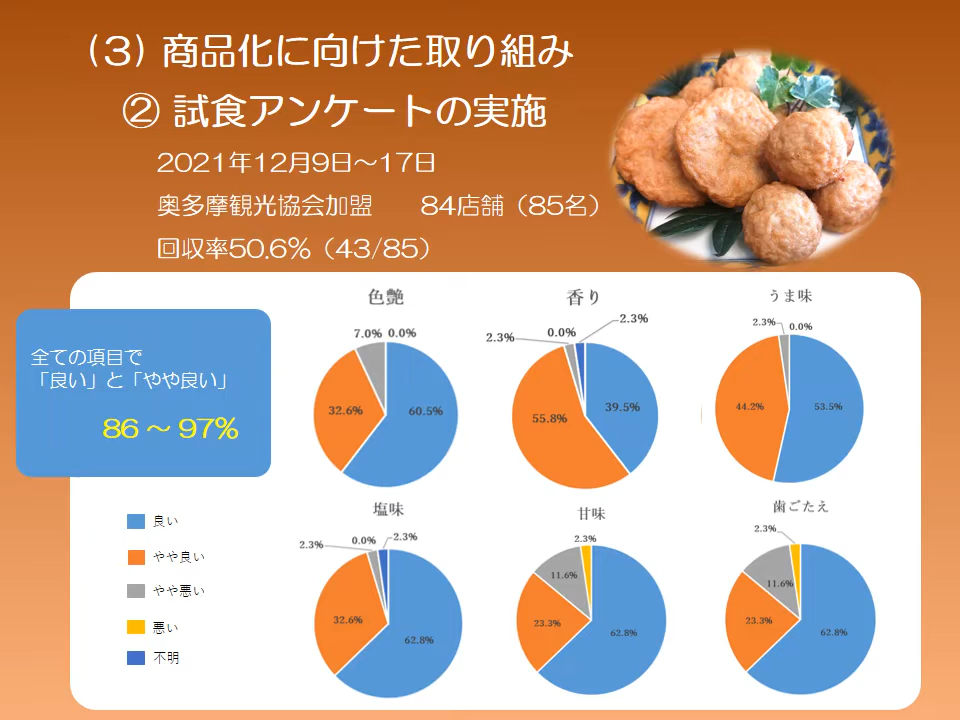 （3）商品化に向けた取り組み
② 試食アンケートの実施
2021年12月9日～17日
奥多摩観光協会加盟　　84店舗（85名）
回収率50.6%（43/85）
全ての項目で
「良い」と「やや良い」
86 ～ 97%
色艶
7.0% 0.0%
32.6%
60.5%
香り
2.3%
0.0%
2.3%
55.8%
39.5%
うま味
2.3%
0.0%
44.2%
53.5%
塩味
2.3%
0.0%
2.3%
32.6%
62.8%
甘味
2.3%
11.6%
23.3%
62.8%
歯ごたえ
2.3%
11.6%
23.3%
62.8%
良い
やや良い
やや悪い
悪い
不明